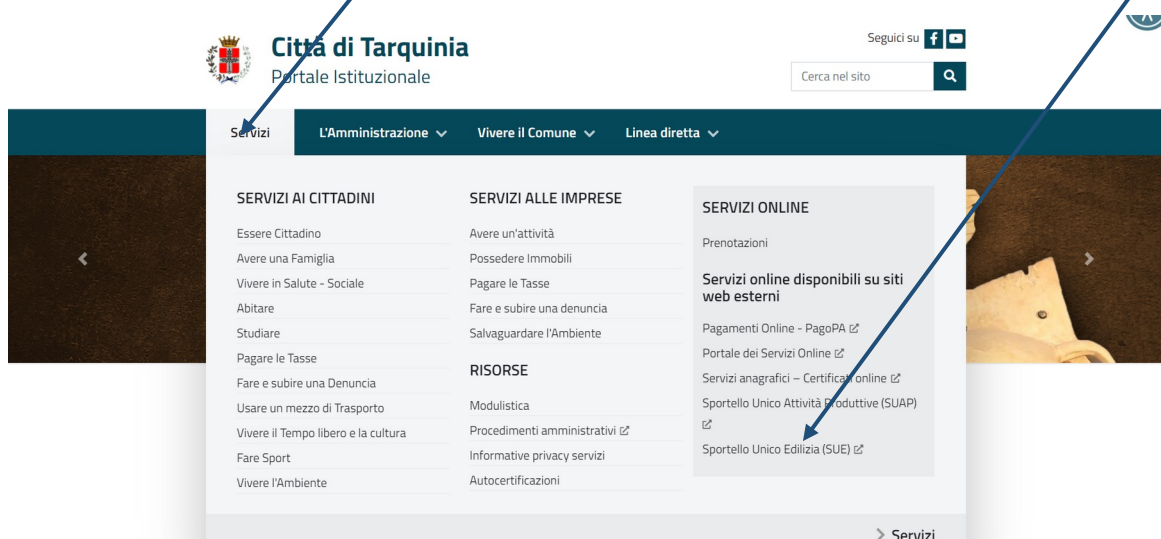 Città di Tarquinia
Portale Istituzionale
Seguici su
Cerca nel sito
Servizi
L'Amministrazione
Vivere il Comune
Linea diretta
SERVIZI AI CITTADINI
Essere Cittadino
Avere una Famiglia
Vivere in Salute - Sociale
Abitare
Studiare
Pagare le Tasse
Fare e subire una Denuncia
Usare un mezzo di Trasporto
Vivere il Tempo libero e la cultura
Fare Sport
Vivere l'Ambiente
SERVIZI ALLE IMPRESE
Avere un'attività
Possedere Immobili
Pagare le Tasse
Fare e subire una denuncia
Salvaguardare l'Ambiente
RISORSE
Modulistica
Procedimenti amministrativi
Informative privacy servizi
Autocertificazioni
SERVIZI ONLINE
Prenotazioni
Servizi online disponibili su siti
web esterni
Pagamenti Online - PagoPA
Portale dei Servizi Online
Servizi anagrafici – Certificati online
Sportello Unico Attività Produttive (SUAP)
Sportello Unico Edilizia (SUE)
Servizi